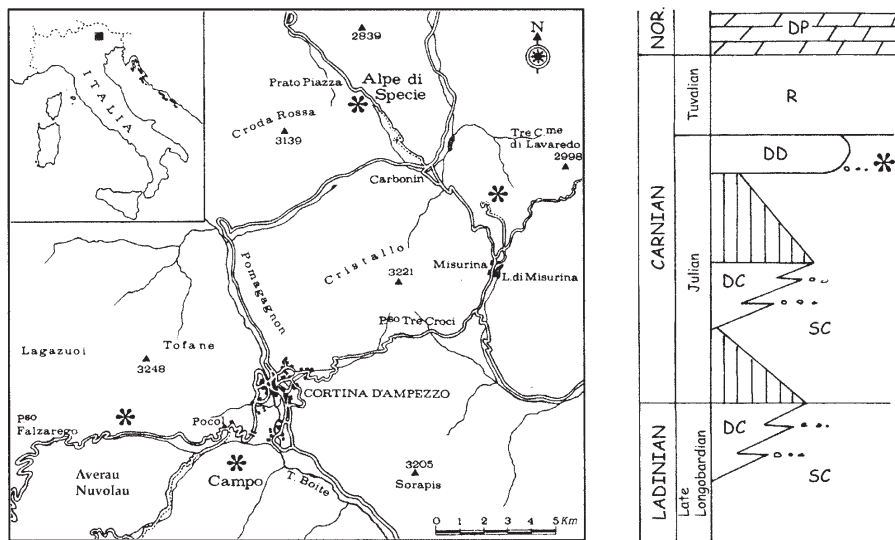 ITALIA
2839
N
Prato Piazza
Alpe di
Specie
Croda Rossa
3139
Tre C.me
di Lavaredo
2998
Carbonin
Pomagagnon
Cristallo
3221
Misurina
L.di Misurina
Pso Tre Croci
Lagazuoi
Tofane
3248
CORTINA D'AMPEZZO
Pso
Falzarego
Pocol
Averau
Nuvolau
Campo
T. Boite
3205
Sorapis
0 1 2 3 4 5 Km
NOR.
DP
CARNIAN
Tuvalian
R
Julian
DD
DC
SC
LADINIAN
Late
Longobardian
DC
SC